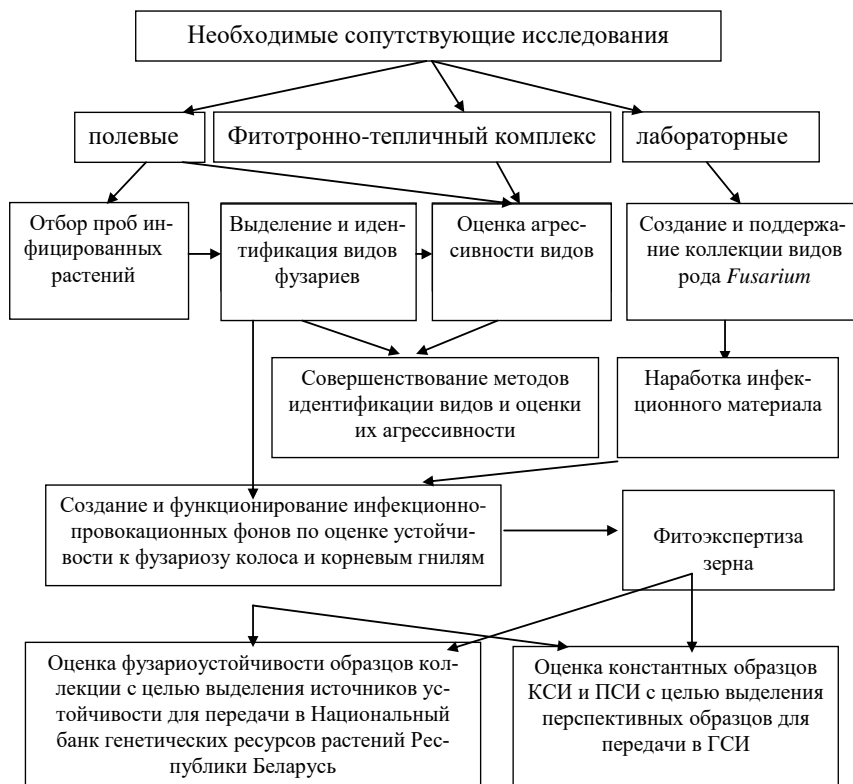 Необходимые сопутствующие исследования
полевые
Фитотронно-тепличный комплекс
лабораторные
Отбор проб ин-
фицированных
растений
Выделение и иден-
тификация видов
фузариев
Оценка агрес-
сивности видов
Создание и поддержа-
ние коллекции видов
рода Fusarium
Совершенствование методов
идентификации видов и оценки
их агрессивности
Наработка инфек-
ционного материала
Создание и функционирование инфекционно-
провокационных фонов по оценке устойчи-
вости к фузариозу колоса и корневым гнилям
Фитоэкспертиза
зерна
Оценка фузариоустойчивости образцов кол-
лекции с целью выделения источников ус-
тойчивости для передачи в Национальный
банк генетических ресурсов растений Рес-
публики Беларусь
Оценка константных образцов
КСИ и ПСИ с целью выделения
перспективных образцов для
передачи в ГСИ